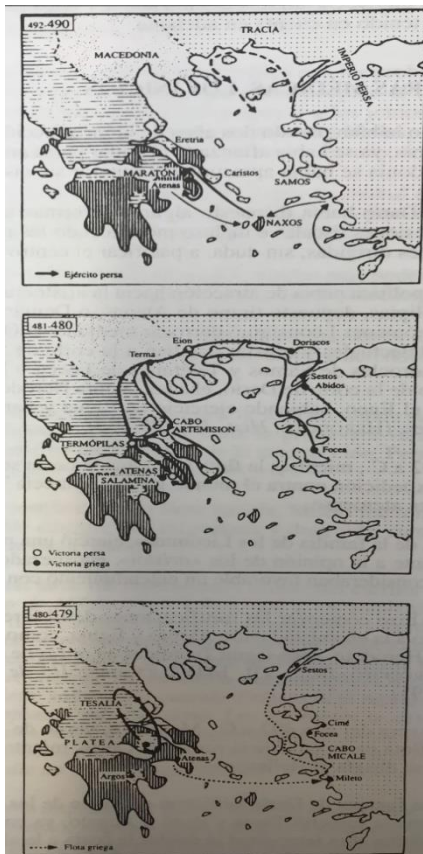 492-490
TRACIA
MACEDONIA
IMPERIO PERSA
Eretria
MARATÓN
Atenas
Caristos
SAMOS
NAXOS
Ejército persa
481-480
Eion
Doriscos
Terma
Sestos
Abidos
CABO
ARTEMISION
TERMÓPILAS
Focea
ATENAS
SALAMINA
Victoria persa
Victoria griega
480-479
Sestos
TESALIA
Cime
Focea
PLATEA
CABO
MICALE
Atenas
Argos
Mileto
Flota griega